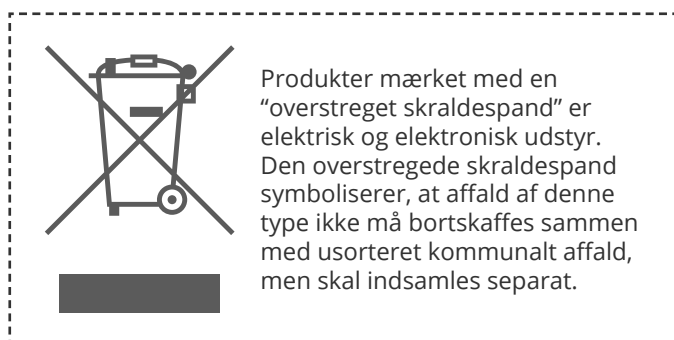 Produkter mærket med en
“overstreget skraldespand” er
elektrisk og elektronisk udstyr.
Den overstregede skraldespand
symboliserer, at affald af denne
type ikke må bortskaffes sammen
med usorteret kommunalt affald,
men skal indsamles separat.